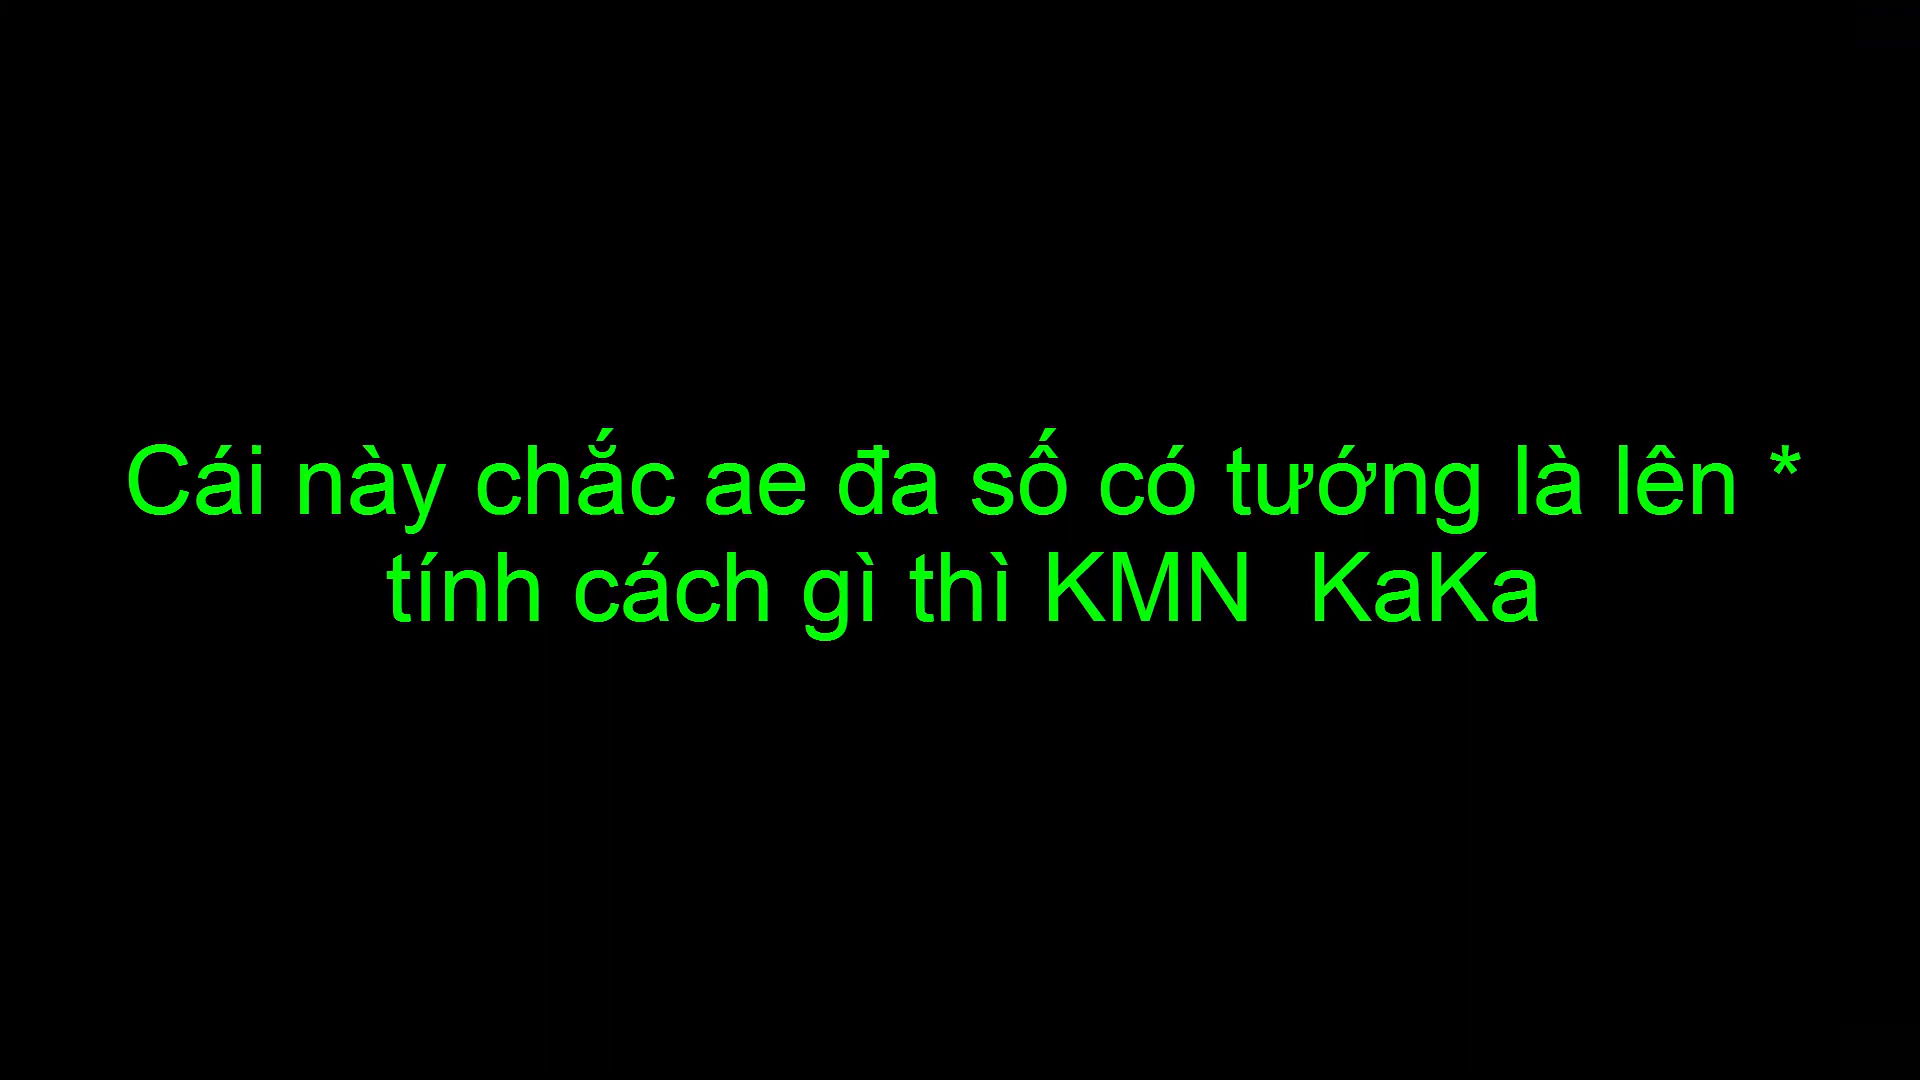 Cái này chắc ae đa số có tướng là lên *
tính cách gì thì KMN  KaKa